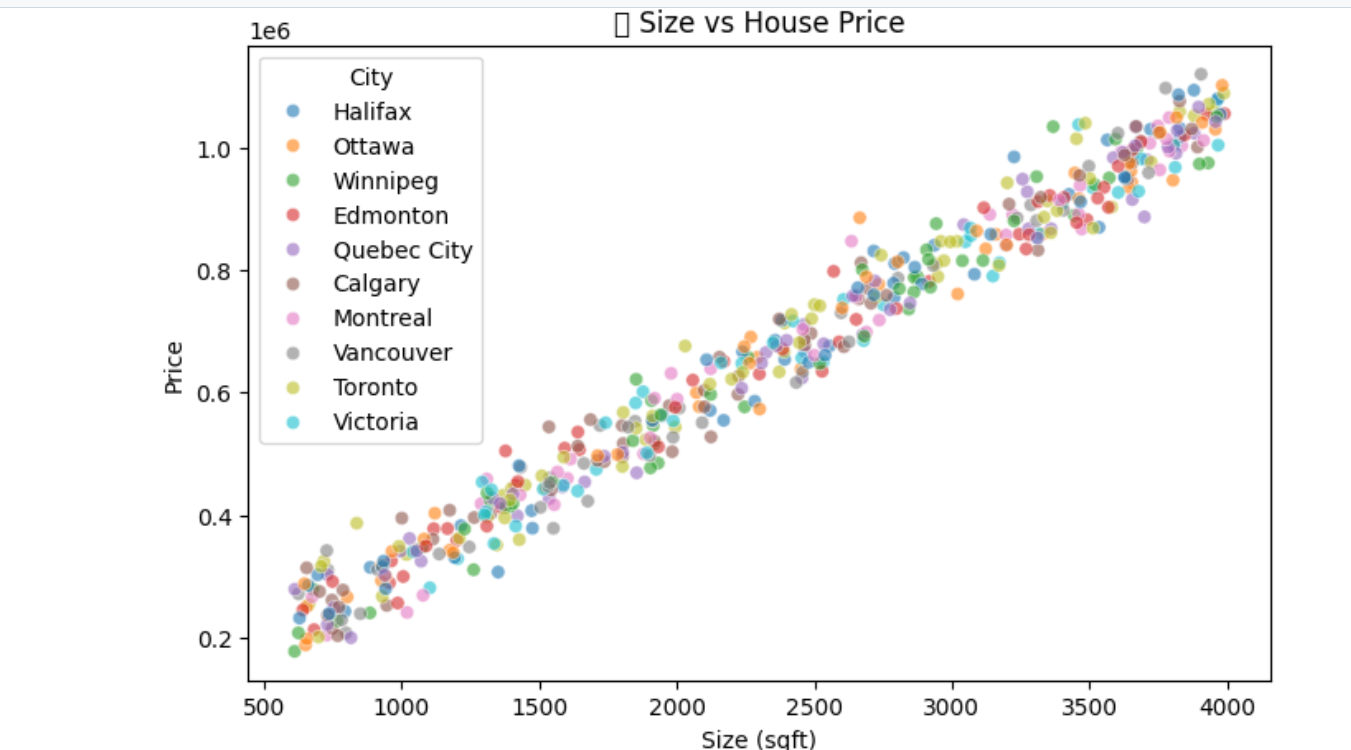 ▯ Size vs House Price
1e6
City
Halifax
Ottawa
Winnipeg
Edmonton
Quebec City
Calgary
Montreal
Vancouver
Toronto
Victoria
Price
1.0
0.8
0.6
0.4
0.2
500 1000 1500 2000 2500 3000 3500 4000
Size (sqft)